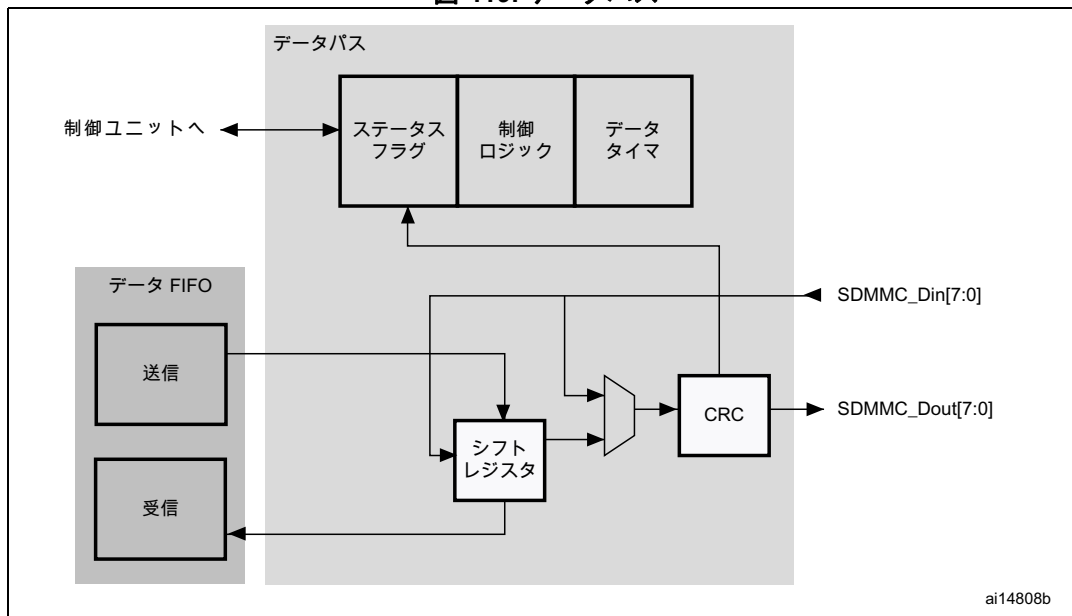 データパス
制御ユニットへ
ステータス
フラグ
制御
ロジック
データ
タイマ
データ FIFO
送信
受信
シフト
レジスタ
CRC
SDMMC_Din[7:0]
SDMMC_Dout[7:0]
ai14808b